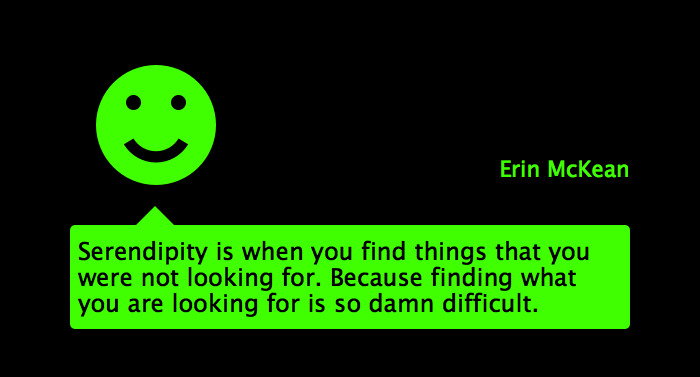 Erin McKean
Serendipity is when you find things that you
were not looking for. Because finding what
you are looking for is so damn difficult.